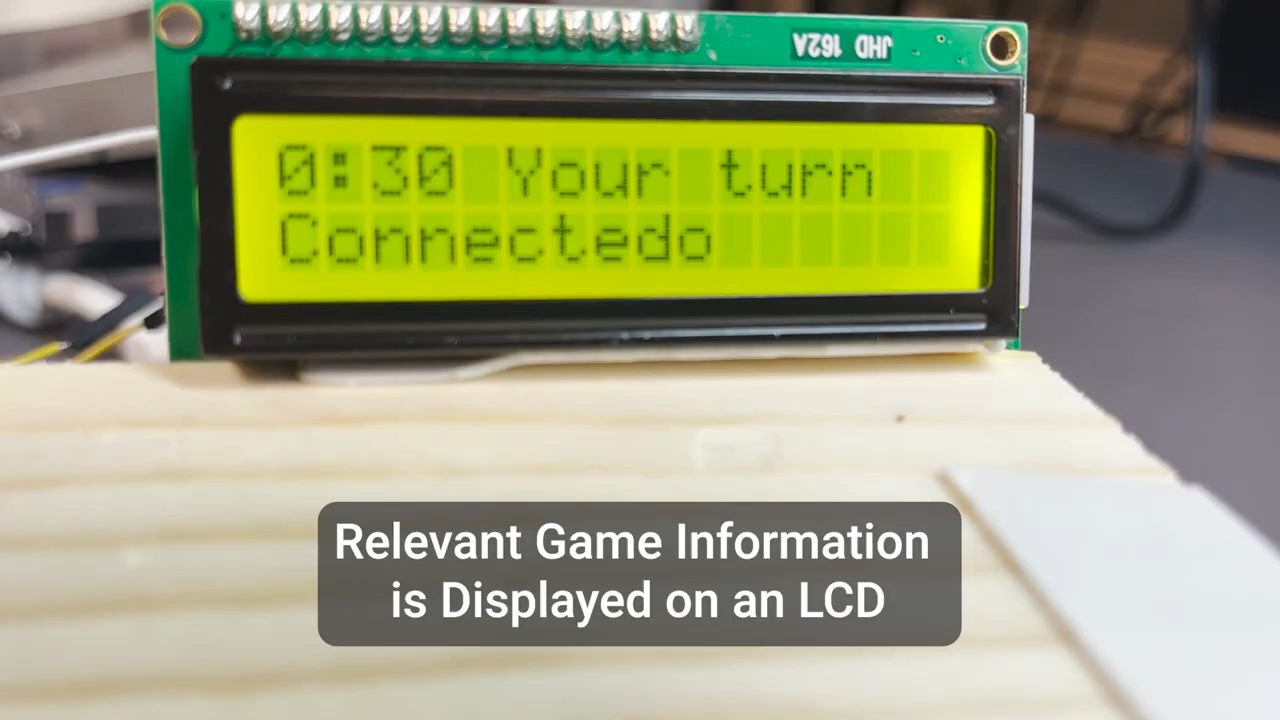 JHD 162A
0:30 Your turn
Connectedo
Relevant Game Information
is Displayed on an LCD